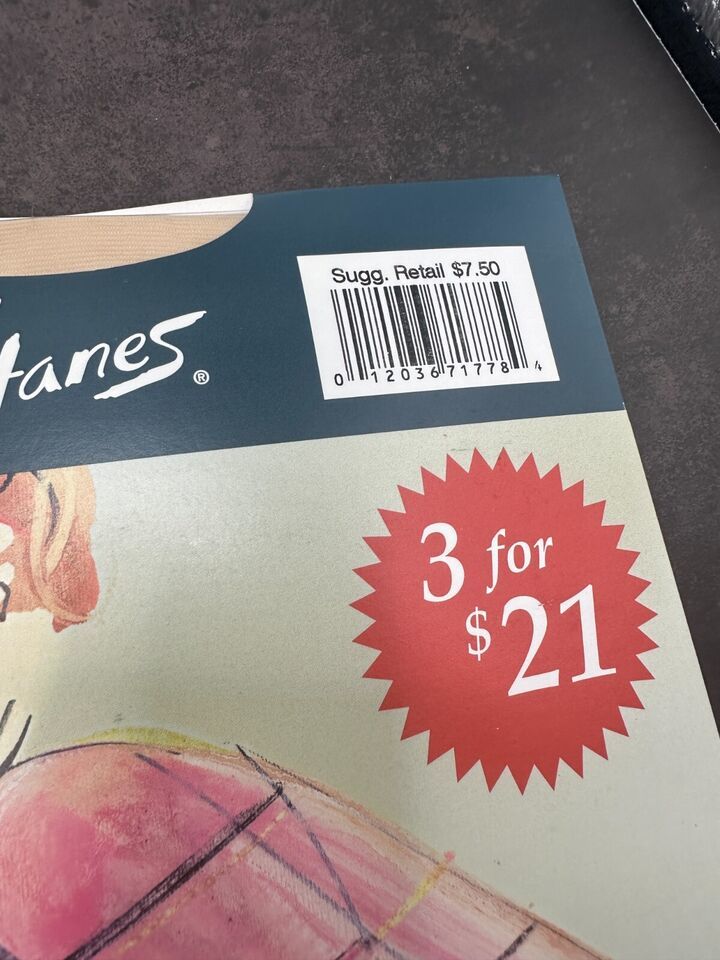 Sugg. Retail $7.50
0 12036 71778 4
Hanes®
3 for
$21